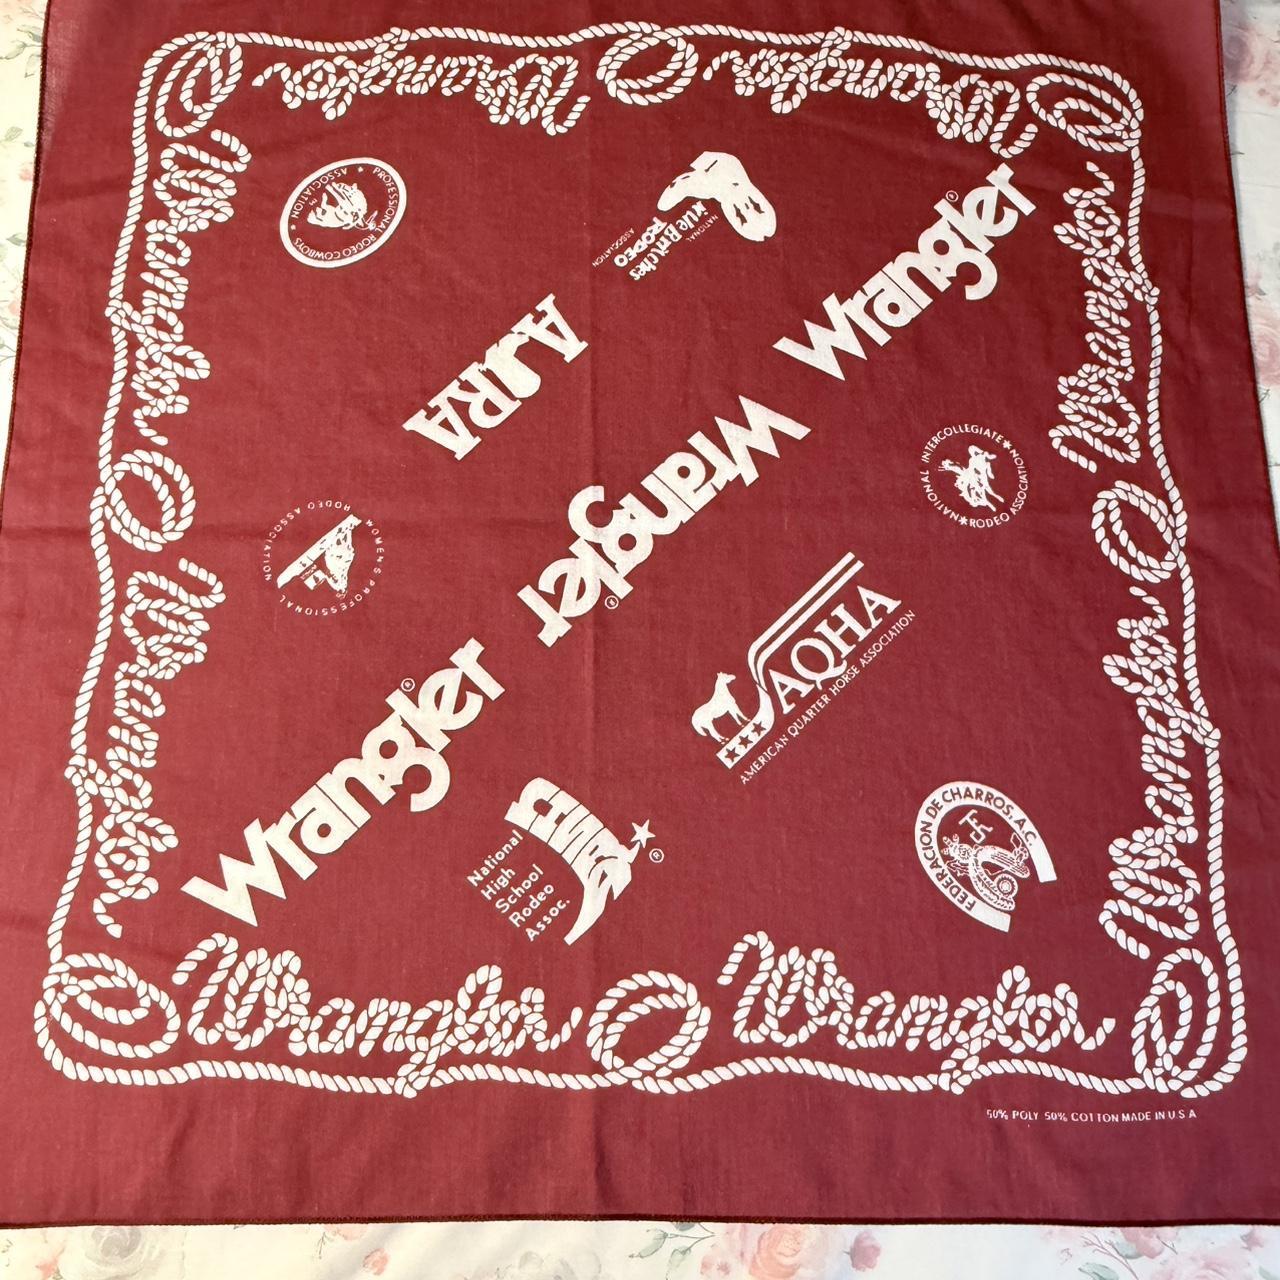 Wrangler
Wrangler
PROFESSIONAL RODEO COWBOYS ★ ASSOCIATION ★
TM
NATIONAL
Little Britches
RODEO
ASSOCIATION
Wrangler®
Wrangler
Wrangler
AJRA
Wrangler®
NATIONAL INTERCOLLEGIATE★RODEO ASSOCIATION★
WOMEN'S PROFESSIONAL RODEO ASSOCIATION
AQHA
AMERICAN QUARTER HORSE ASSOCIATION
Wrangler
Wrangler
Wrangler®
National
High
School
Rodeo
Assoc.
®
FEDERACION DE CHARROS, A.C.
Wrangler
Wrangler
50% POLY 50% COTTON MADE IN U.S.A